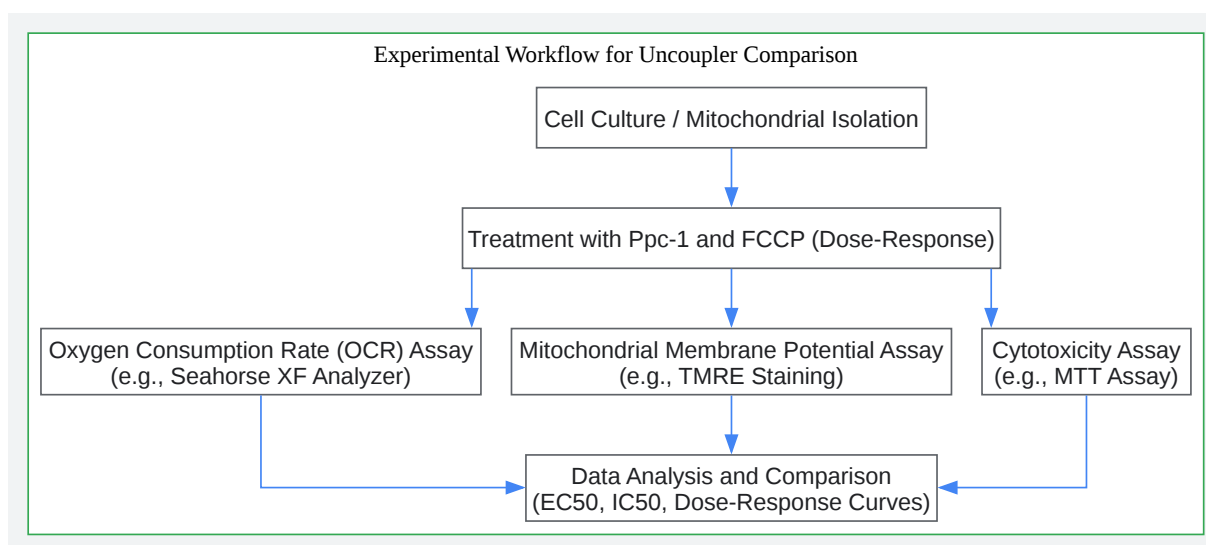 Experimental Workflow for Uncoupler Comparison
Cell Culture / Mitochondrial Isolation
Treatment with Ppc-1 and FCCP (Dose-Response)
Oxygen Consumption Rate (OCR) Assay
(e.g., Seahorse XF Analyzer)
Mitochondrial Membrane Potential Assay
(e.g., TMRE Staining)
Cytotoxicity Assay
(e.g., MTT Assay)
Data Analysis and Comparison
(EC50, IC50, Dose-Response Curves)